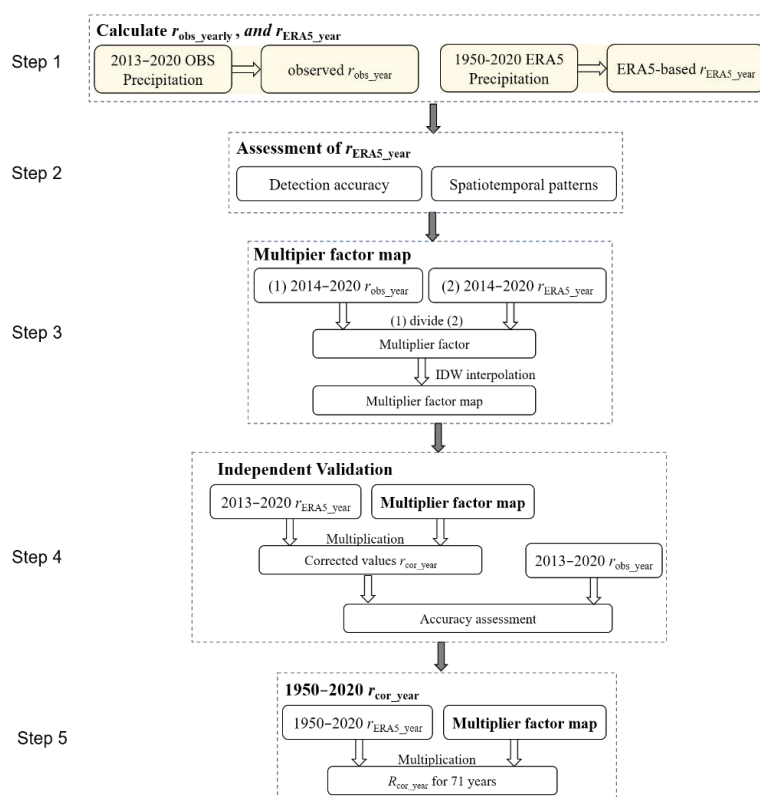 Calculate r_obs_yearly , and r_ERA5_year
Step 1
2013–2020 OBS
Precipitation
observed r_obs_year
1950-2020 ERA5
Precipitation
ERA5-based r_ERA5_year
Assessment of r_ERA5_year
Step 2
Detection accuracy
Spatiotemporal patterns
Multipier factor map
(1) 2014–2020 r_obs_year
(2) 2014–2020 r_ERA5_year
Step 3
(1) divide (2)
Multiplier factor
IDW interpolation
Multiplier factor map
Independent Validation
2013–2020 r_ERA5_year
Multiplier factor map
Multiplication
Step 4
Corrected values r_cor_year
2013–2020 r_obs_year
Accuracy assessment
1950–2020 r_cor_year
1950–2020 r_ERA5_year
Multiplier factor map
Step 5
Multiplication
R_cor_year for 71 years